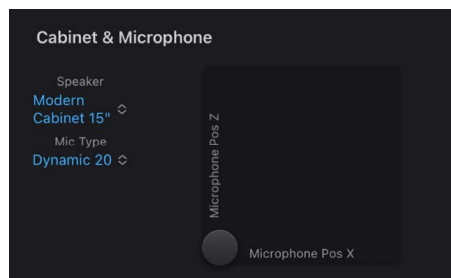 Cabinet & Microphone
Speaker
Modern
Cabinet 15"
Mic Type
Dynamic 20
Microphone Pos Z
Microphone Pos X